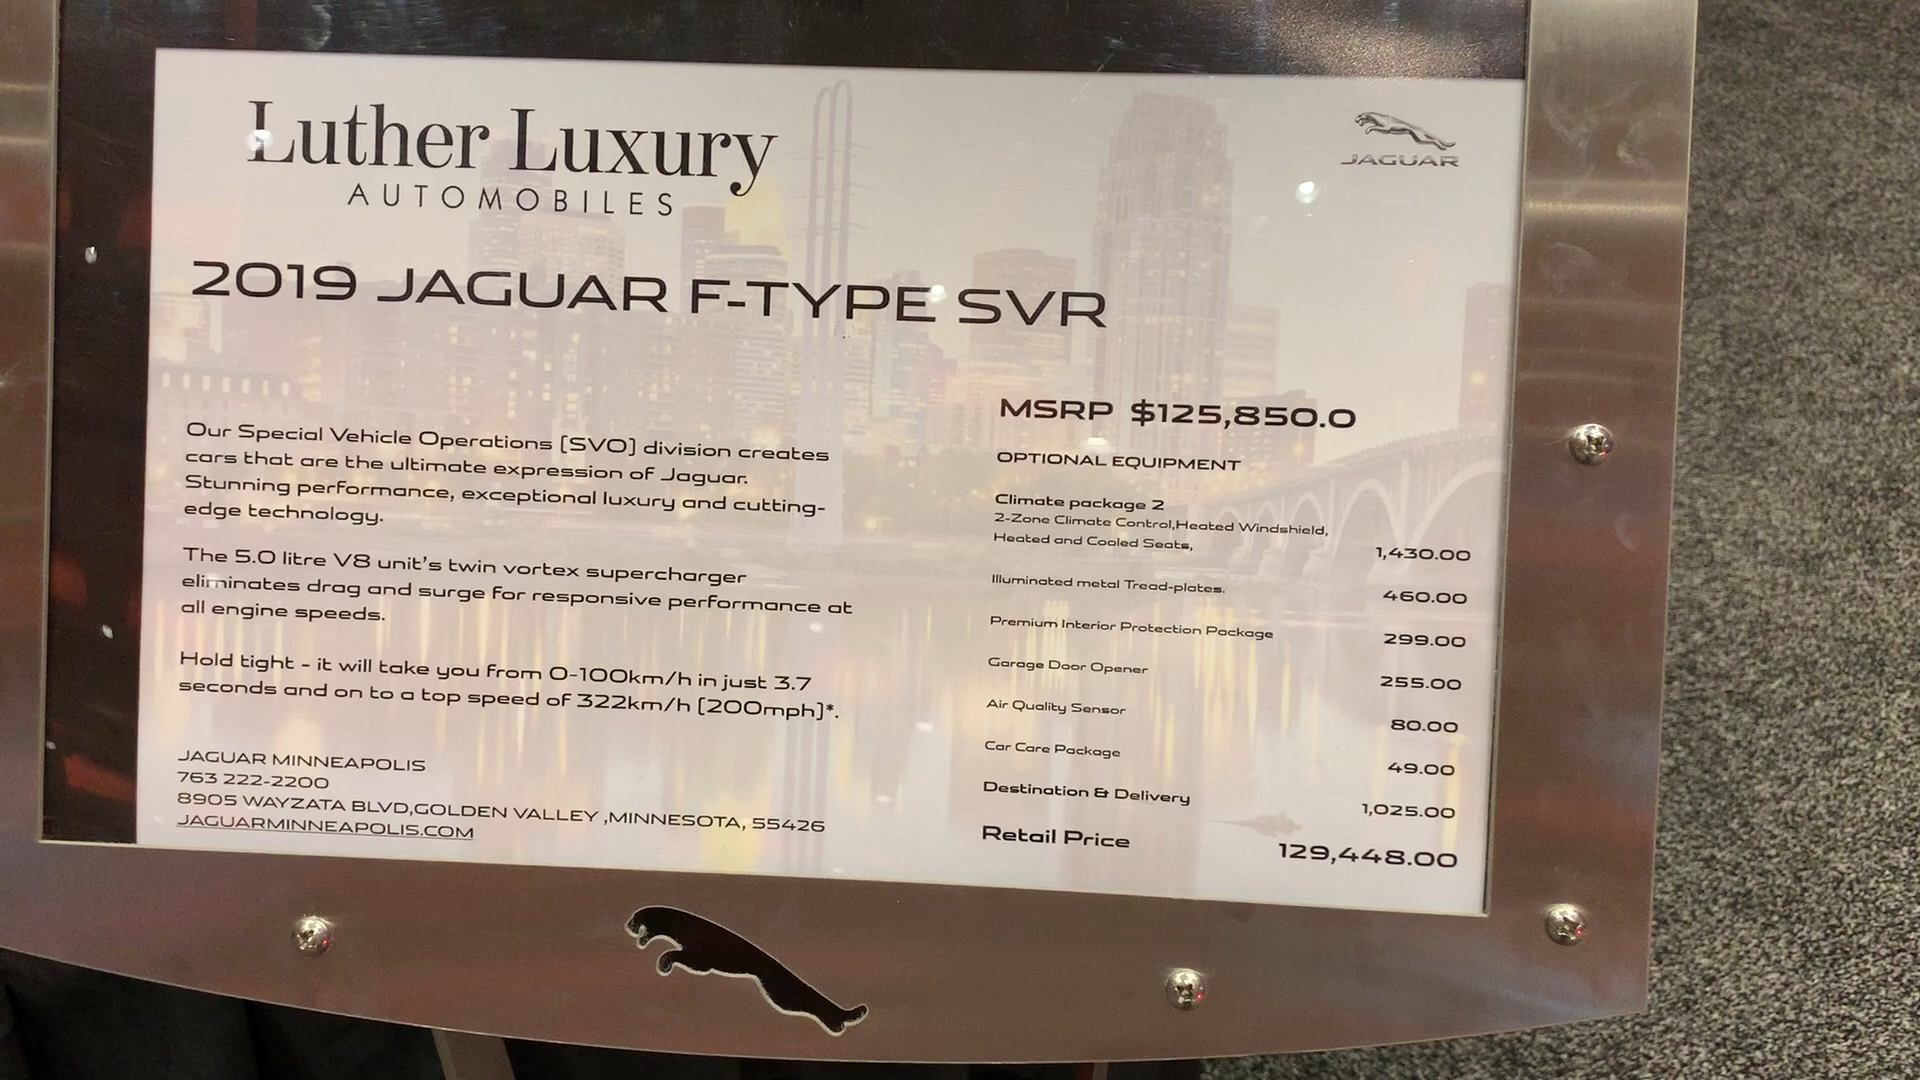 Luther Luxury
AUTOMOBILES
JAGUAR
2019 JAGUAR F-TYPE SVR
Our Special Vehicle Operations [SVO] division creates
cars that are the ultimate expression of Jaguar.
Stunning performance, exceptional luxury and cutting-
edge technology.
The 5.0 litre V8 unit's twin vortex supercharger
eliminates drag and surge for responsive performance at
all engine speeds.
Hold tight - it will take you from 0-100km/h in just 3.7
seconds and on to a top speed of 322km/h [200mph]*.
JAGUAR MINNEAPOLIS
763 222-2200
8905 WAYZATA BLVD,GOLDEN VALLEY ,MINNESOTA, 55426
JAGUARMINNEAPOLIS.COM
MSRP $125,850.0
OPTIONAL EQUIPMENT
Climate package 2
2-Zone Climate Control,Heated Windshield,
Heated and Cooled Seats, 1,430.00
Illuminated metal Tread-plates. 460.00
Premium Interior Protection Package 299.00
Garage Door Opener 255.00
Air Quality Sensor 80.00
Car Care Package 49.00
Destination & Delivery 1,025.00
Retail Price 129,448.00